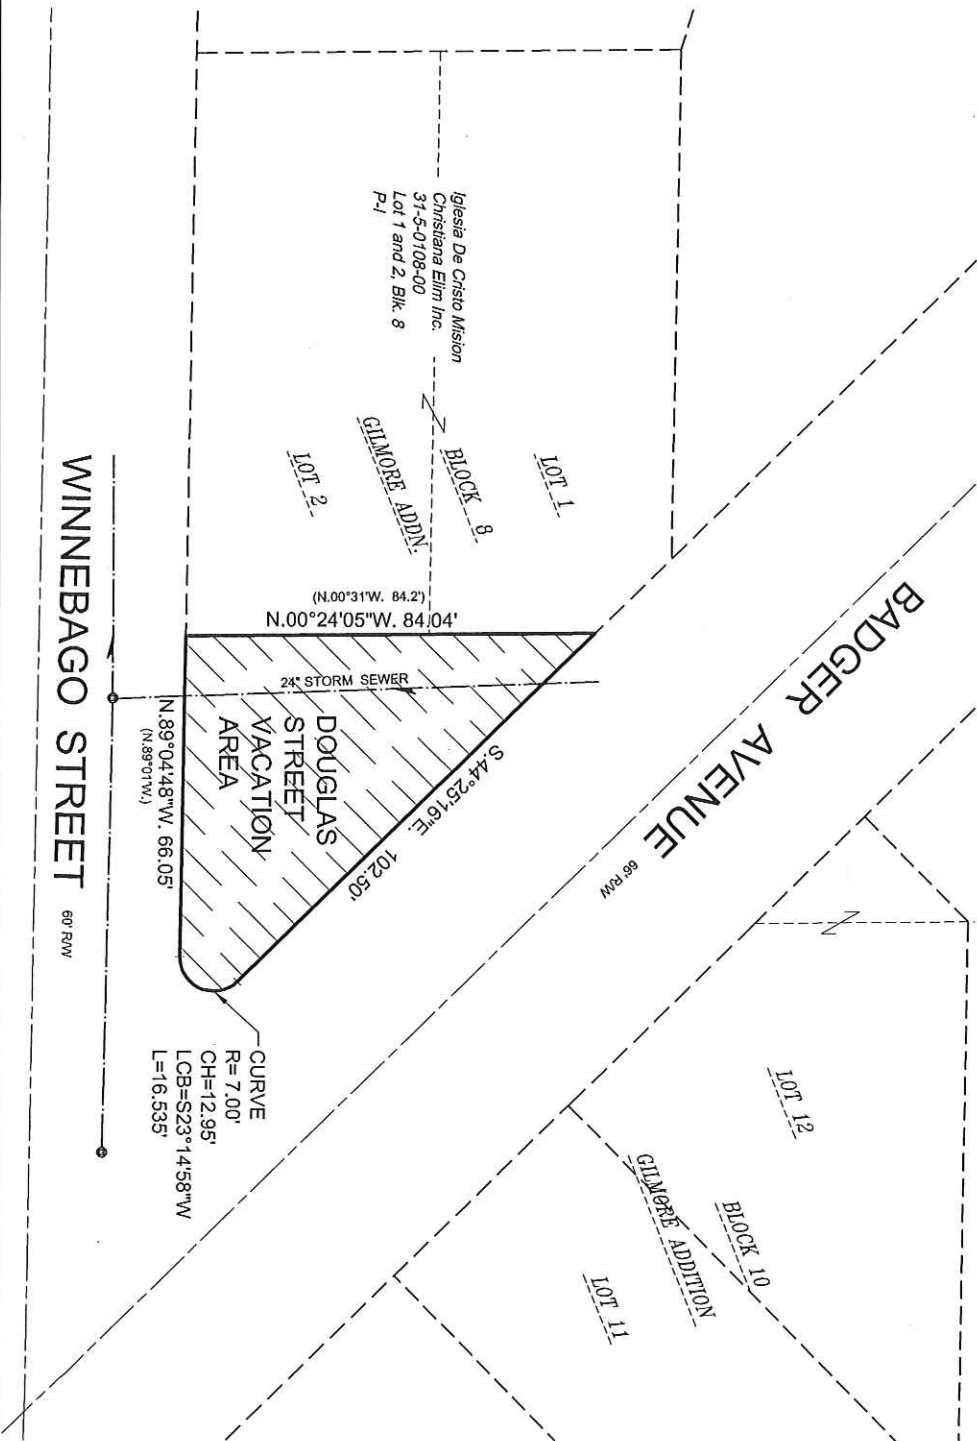 Iglesia De Cristo Mision
Christiana Elim Inc.
31-5-0108-00
Lot 1 and 2, Blk. 8
P-I
LOT 1
BLOCK 8
GILMORE ADDN.
LOT 2
BADGER AVENUE
66' R/W
(N.00°31'W. 84.2')
N.00°24'05"W. 84.04'
24" STORM SEWER
DOUGLAS
STREET
VACATION
AREA
S.44°25'16"E. 102.50'
N.89°04'48"W. 66.05'
(N.89°01'W.)
WINNEBAGO STREET
60' R/W
CURVE
R= 7.00'
CH=12.95'
LCB=S23°14'58"W
L=16.535'
LOT 12
BLOCK 10
GILMORE ADDITION
LOT 11